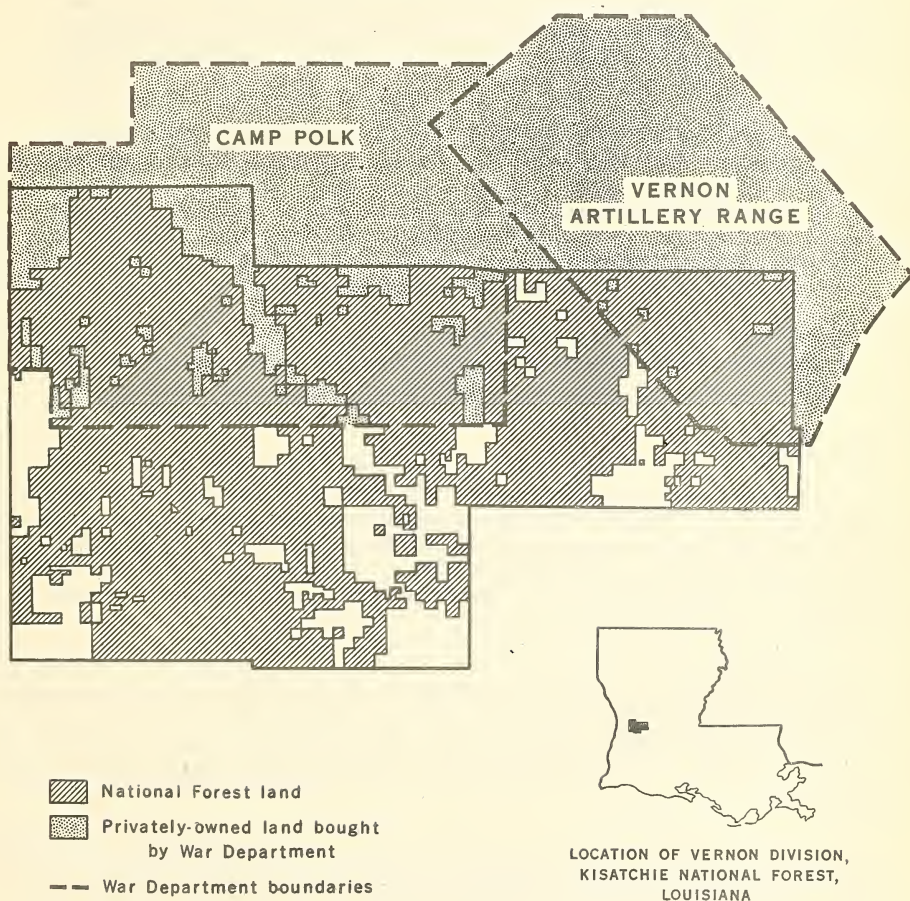 CAMP POLK
VERNON
ARTILLERY RANGE
National Forest land
Privately-owned land bought
by War Department
War Department boundaries
LOCATION OF VERNON DIVISION,
KISATCHIE NATIONAL FOREST,
LOUISIANA